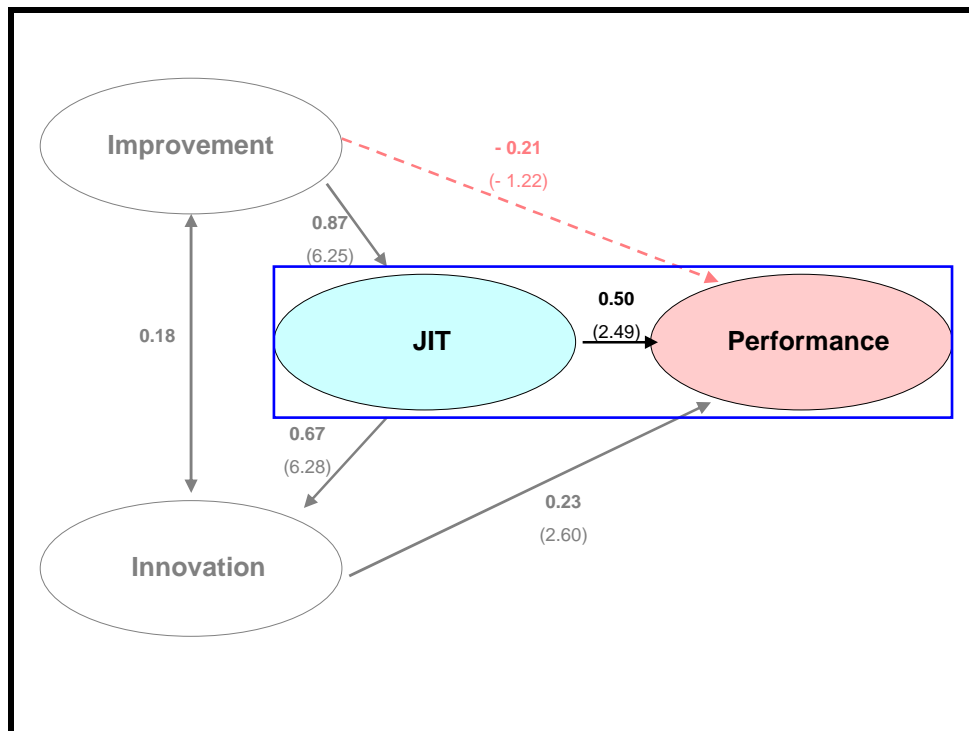 Improvement
- 0.21
(- 1.22)
0.87
(6.25)
0.50
(2.49)
0.18
JIT
Performance
0.67
(6.28)
0.23
(2.60)
Innovation